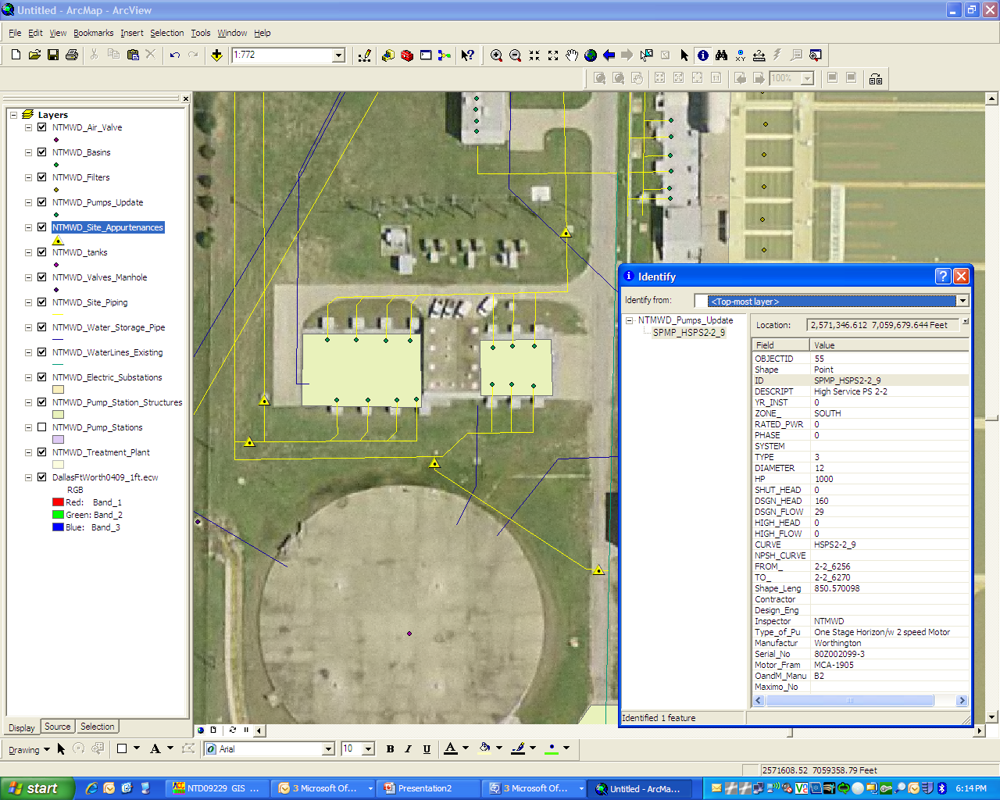 Untitled - ArcMap - ArcView
File Edit View Bookmarks Insert Selection Tools Window Help
1:772
100%
Layers
NTMWD_Air_Valve
NTMWD_Basins
NTMWD_Filters
NTMWD_Pumps_Update
NTMWD_Site_Appurtenances
NTMWD_tanks
NTMWD_Valves_Manhole
NTMWD_Site_Piping
NTMWD_Water_Storage_Pipe
NTMWD_WaterLines_Existing
NTMWD_Electric_Substations
NTMWD_Pump_Station_Structures
NTMWD_Pump_Stations
NTMWD_Treatment_Plant
DallasFtWorth0409_1ft.ecw
RGB
Red: Band_1
Green: Band_2
Blue: Band_3
Display Source Selection
Identify
Identify from: <Top-most layer>
NTMWD_Pumps_Update
SPMP_HSPS2-2_9
Location: 2,571,346.612 7,059,679.644 Feet
Field Value
OBJECTID 55
Shape Point
ID SPMP_HSPS2-2_9
DESCRIPT High Service PS 2-2
YR_INST 0
ZONE_ SOUTH
RATED_PWR 0
PHASE 0
SYSTEM
TYPE 3
DIAMETER 12
HP 1000
SHUT_HEAD 0
DSGN_HEAD 160
DSGN_FLOW 29
HIGH_HEAD 0
HIGH_FLOW 0
CURVE HSPS2-2_9
NPSH_CURVE
FROM_ 2-2_6256
TO_ 2-2_6270
Shape_Leng 850.570098
Contractor
Design_Eng
Inspector NTMWD
Type_of_Pu One Stage Horizon/w 2 speed Motor
Manufactur Worthington
Serial_No 80Z002099-3
Motor_Fram MCA-1905
OandM_Manu B2
Maximo_No
Identified 1 feature
Drawing Arial 10 B I U A
2571608.52 7059358.79 Feet
start NTD09229 GIS ... 3 Microsoft Of... Presentation2 3 Microsoft Of... Untitled - ArcMa... 6:14 PM